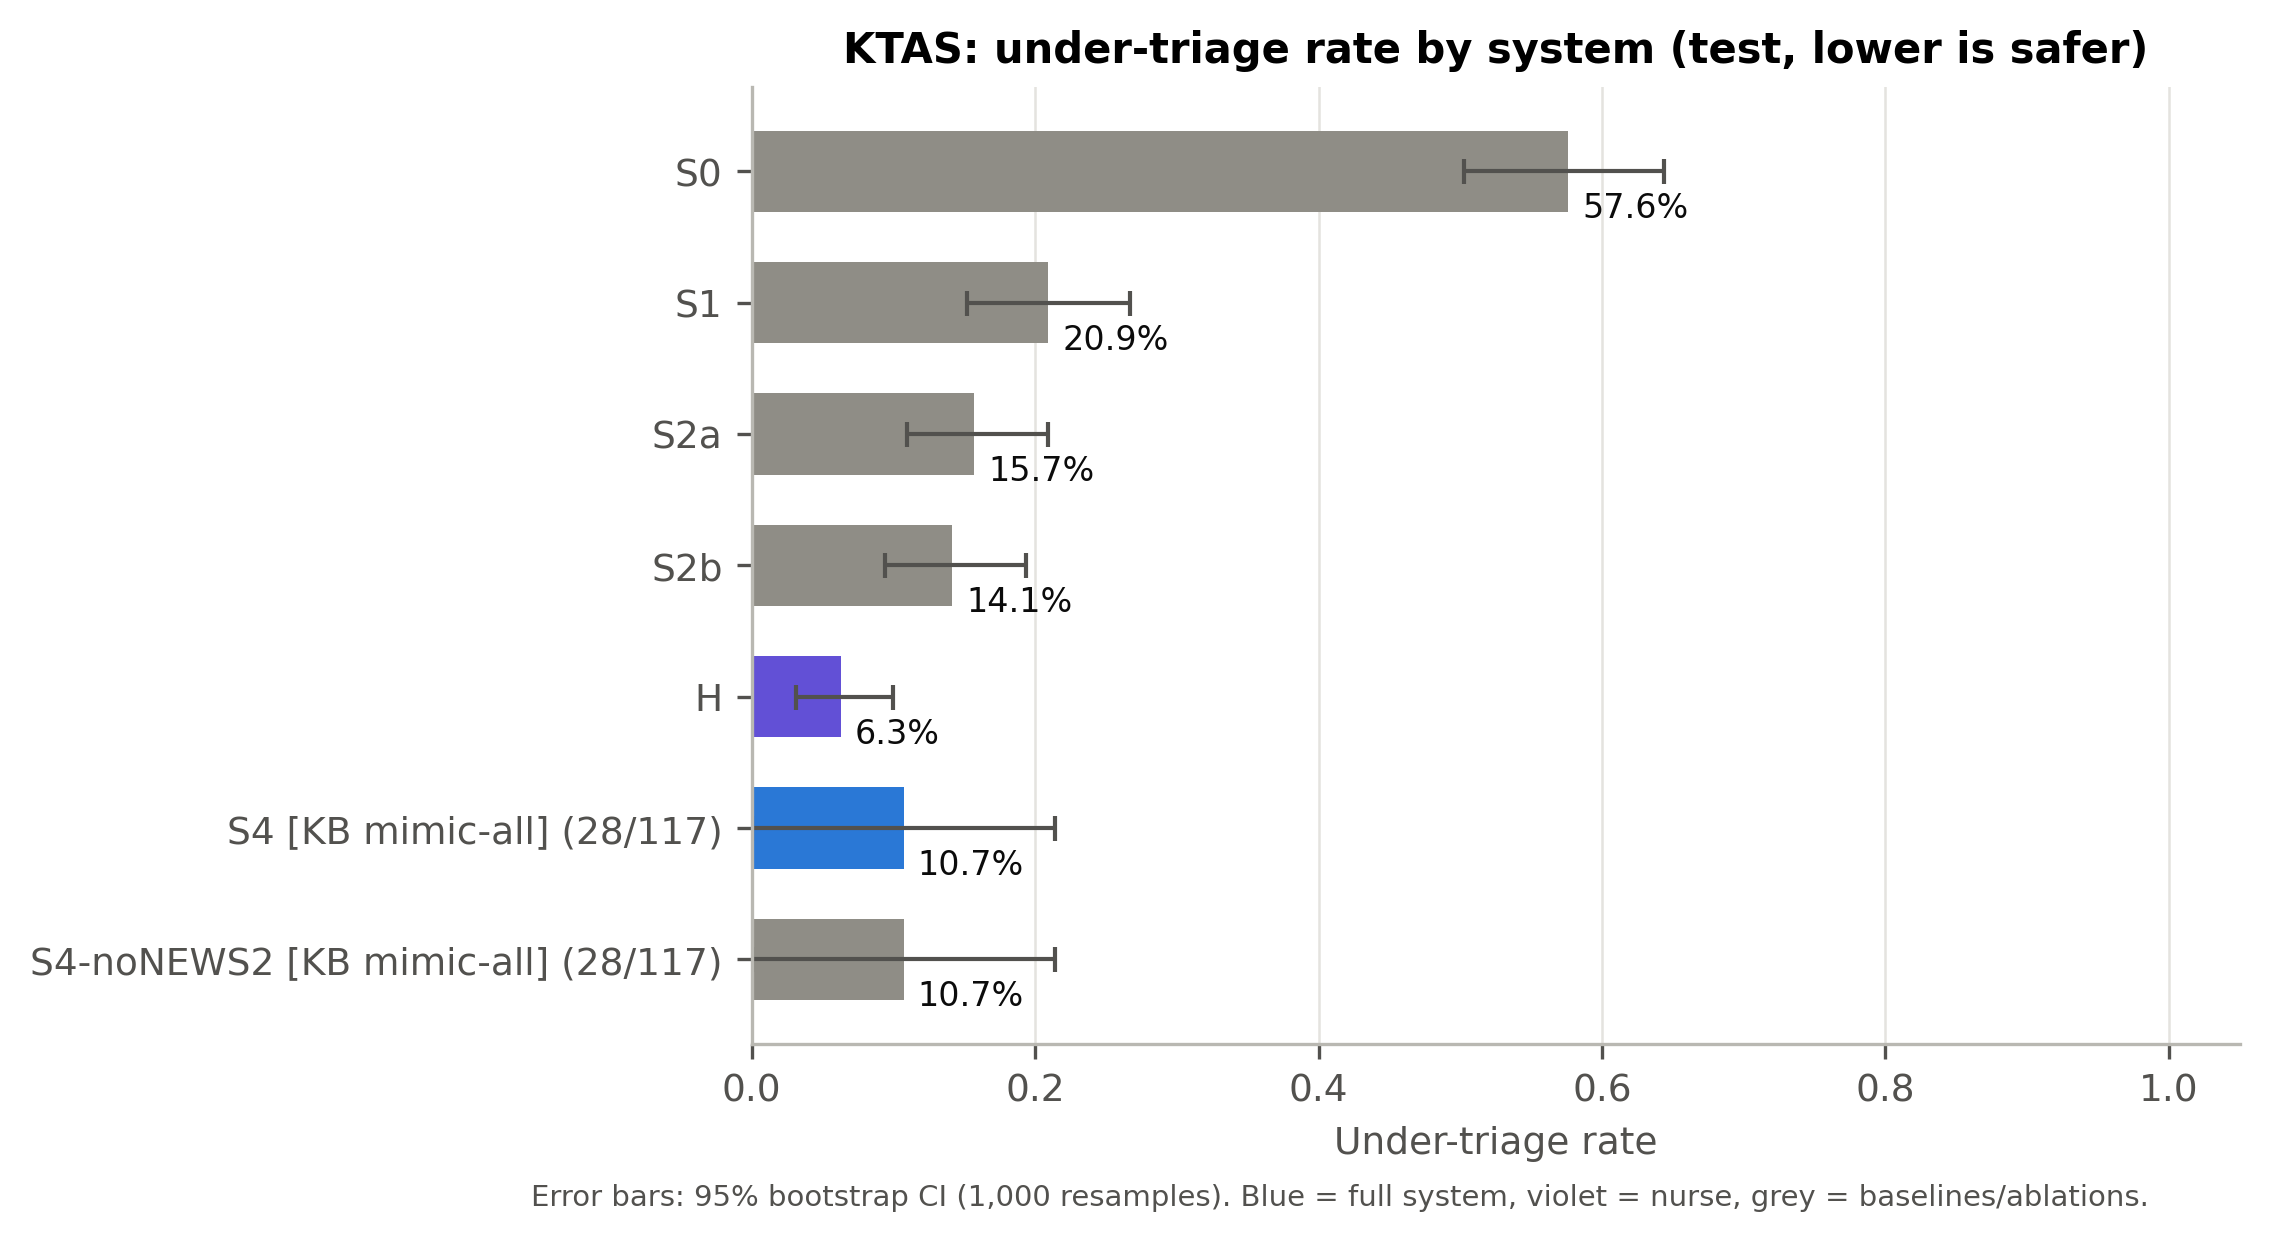 KTAS: under-triage rate by system (test, lower is safer)
S0
57.6%
S1
20.9%
S2a
15.7%
S2b
14.1%
H
6.3%
S4 [KB mimic-all] (28/117)
10.7%
S4-noNEWS2 [KB mimic-all] (28/117)
10.7%
0.0 0.2 0.4 0.6 0.8 1.0
Under-triage rate
Error bars: 95% bootstrap CI (1,000 resamples). Blue = full system, violet = nurse, grey = baselines/ablations.